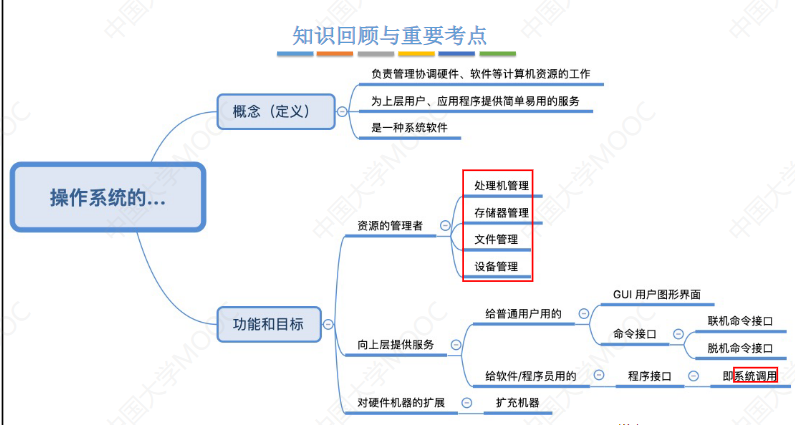 知识回顾与重要考点
操作系统的...
概念（定义）
负责管理协调硬件、软件等计算机资源的工作
为上层用户、应用程序提供简单易用的服务
是一种系统软件
功能和目标
资源的管理者
处理机管理
存储器管理
文件管理
设备管理
向上层提供服务
给普通用户用的
GUI 用户图形界面
命令接口
联机命令接口
脱机命令接口
给软件/程序员用的
程序接口
即系统调用
对硬件机器的扩展
扩充机器
中国大学MOOC